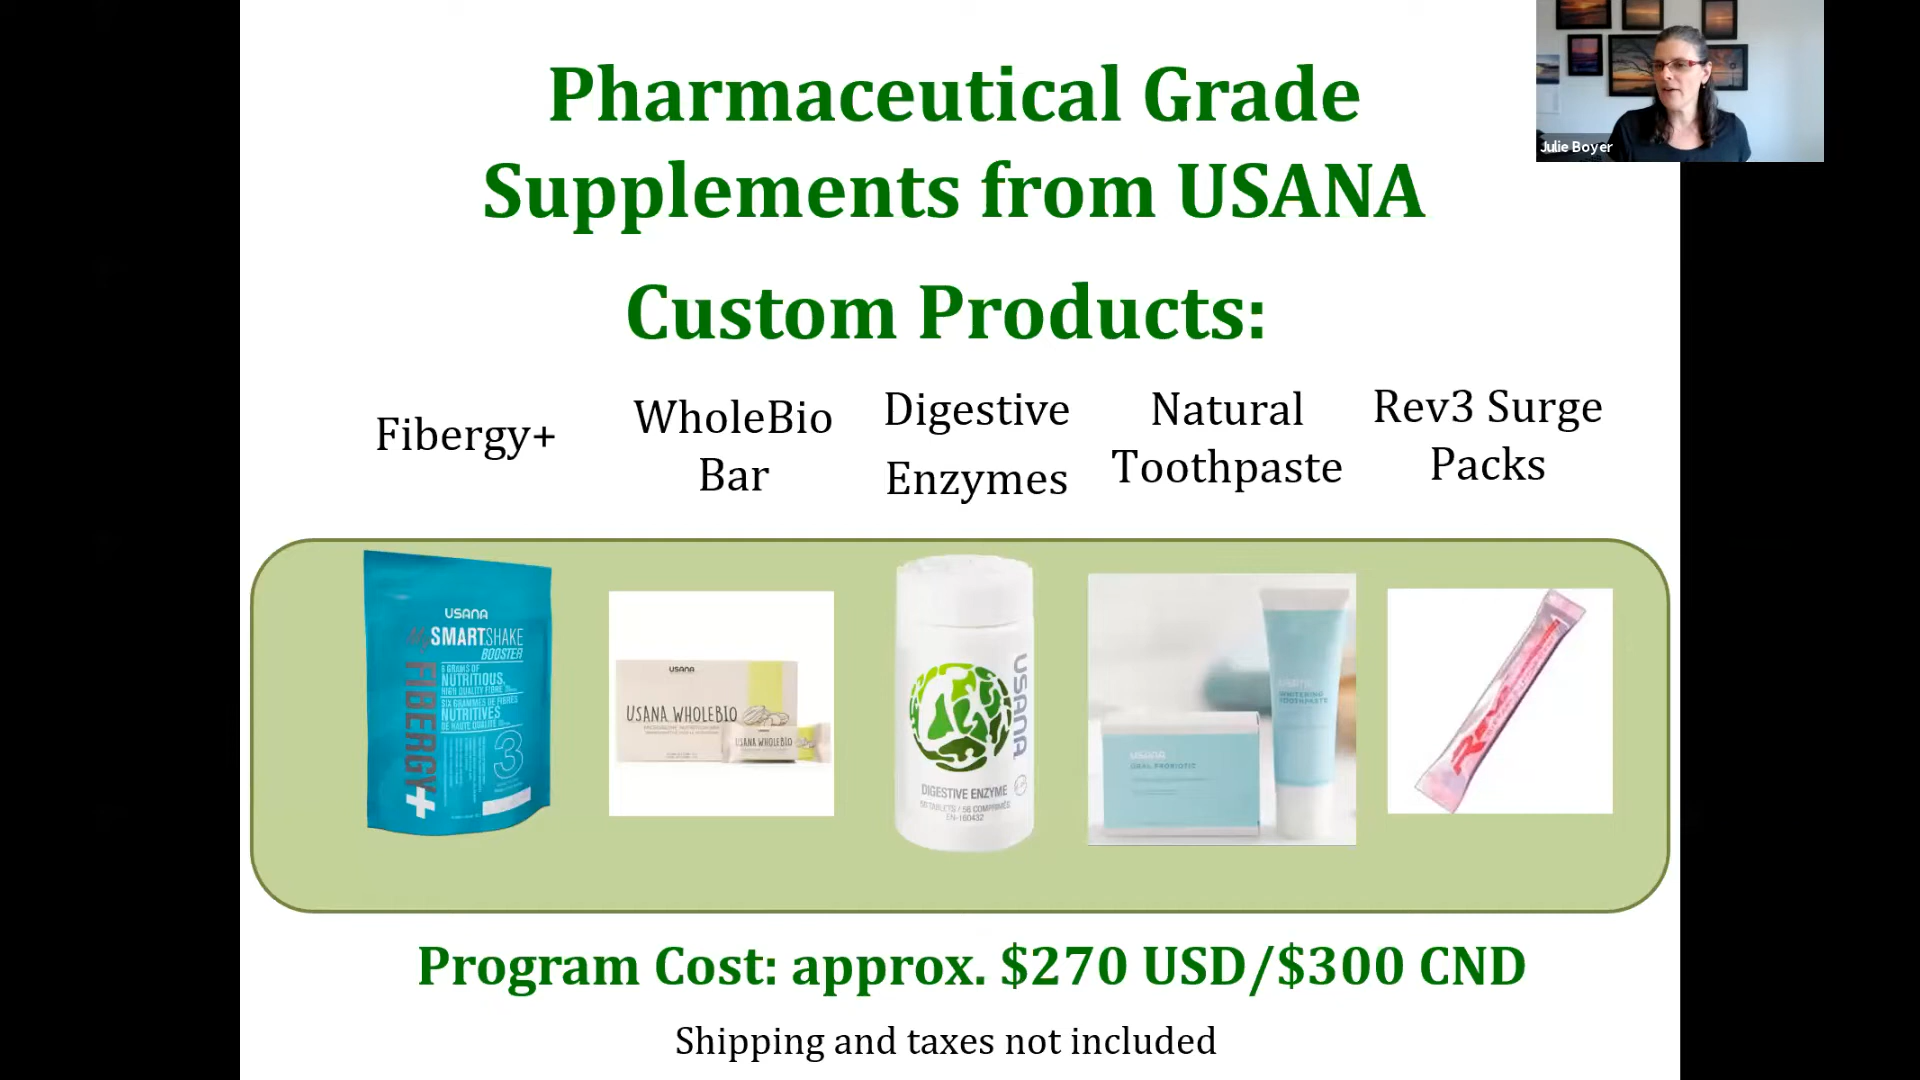 Pharmaceutical Grade
Supplements from USANA
Julie Boyer
Custom Products:
Fibergy+
WholeBio
Bar
Digestive
Enzymes
Natural
Toothpaste
Rev3 Surge
Packs
USANA
My SMARTSHAKE
BOOSTER
FIBERGY+
6 GRAMS OF
NUTRITIOUS,
HIGH QUALITY FIBRE
SIX GRAMMES DE FIBRES
NUTRITIVES
DE HAUTE QUALITÉ
3
USANA
USANA WHOLEBIO
USANA WHOLEBIO
USANA
DIGESTIVE ENZYME
56 TABLETS / 56 COMPRIMÉS
EN-160432
USANA
ORAL PROBIOTIC
USANA
WHITENING
TOOTHPASTE
Program Cost: approx. $270 USD/$300 CND
Shipping and taxes not included